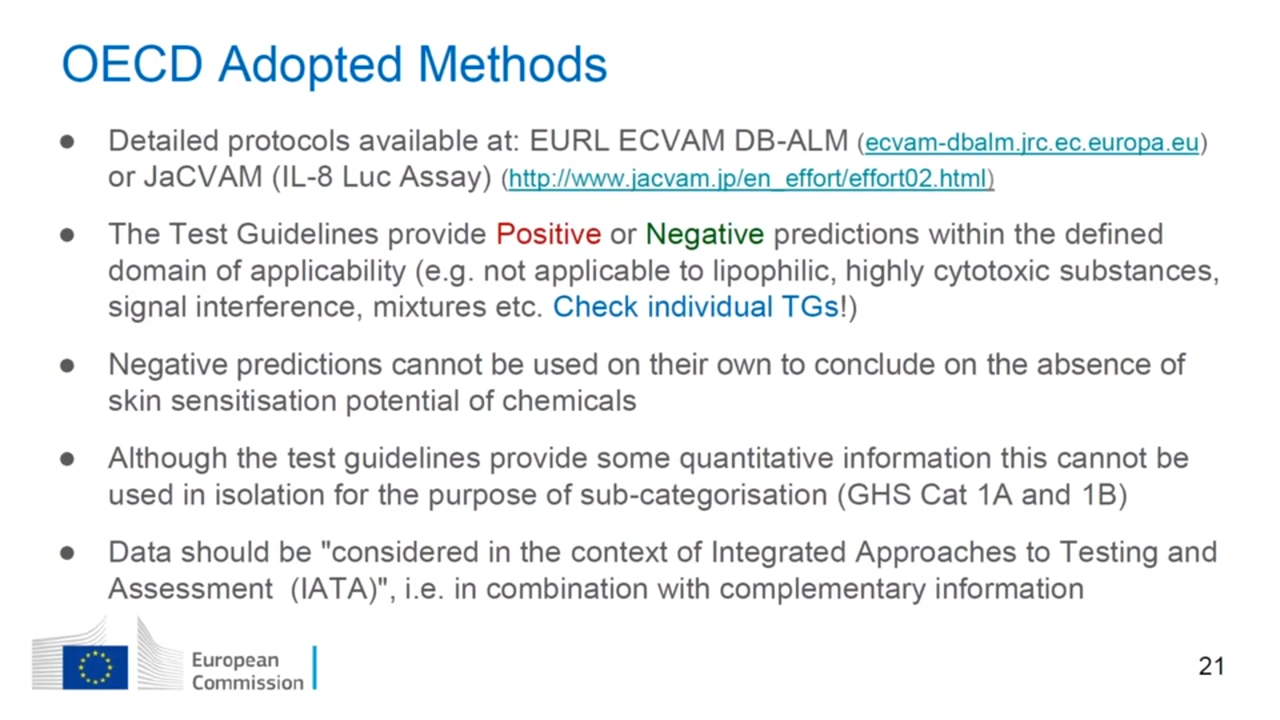 OECD Adopted Methods
● Detailed protocols available at: EURL ECVAM DB-ALM (ecvam-dbalm.jrc.ec.europa.eu)
or JaCVAM (IL-8 Luc Assay) (http://www.jacvam.jp/en_effort/effort02.html)
● The Test Guidelines provide Positive or Negative predictions within the defined
domain of applicability (e.g. not applicable to lipophilic, highly cytotoxic substances,
signal interference, mixtures etc. Check individual TGs!)
● Negative predictions cannot be used on their own to conclude on the absence of
skin sensitisation potential of chemicals
● Although the test guidelines provide some quantitative information this cannot be
used in isolation for the purpose of sub-categorisation (GHS Cat 1A and 1B)
● Data should be "considered in the context of Integrated Approaches to Testing and
Assessment (IATA)", i.e. in combination with complementary information
European
Commission
21